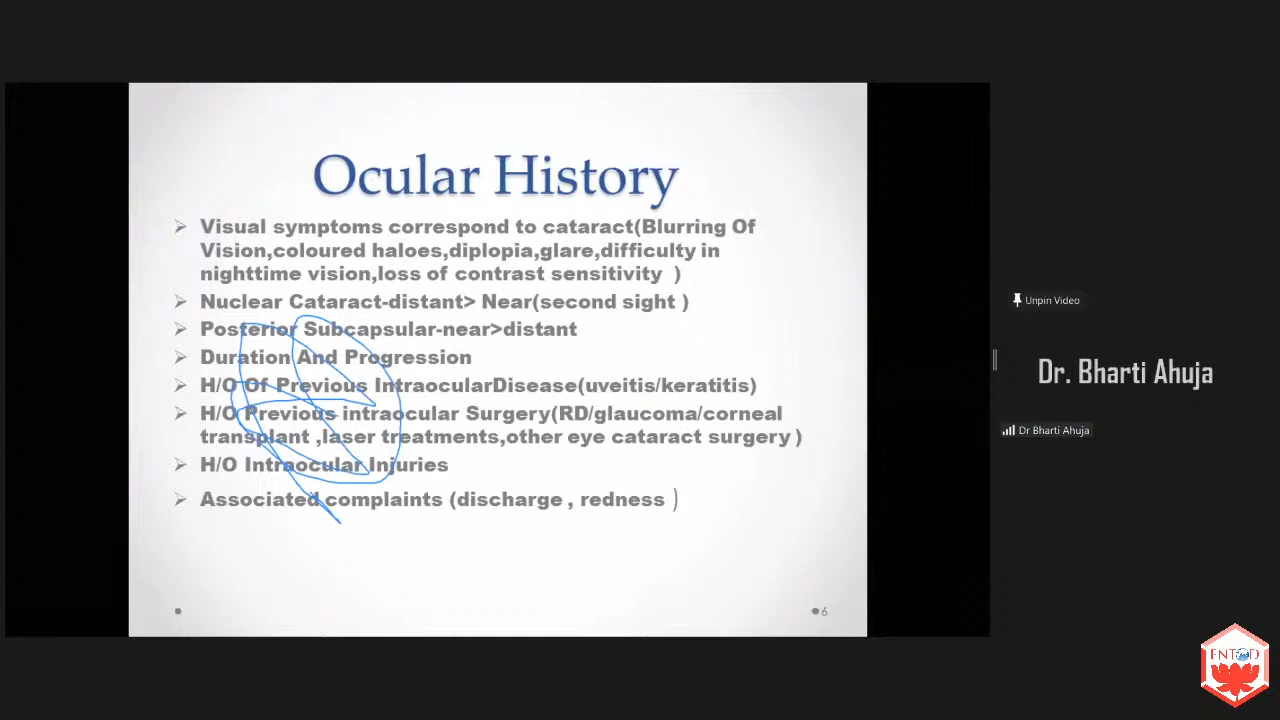 Ocular History
➢ Visual symptoms correspond to cataract(Blurring Of
Vision,coloured haloes,diplopia,glare,difficulty in
nighttime vision,loss of contrast sensitivity )
➢ Nuclear Cataract-distant> Near(second sight )
➢ Posterior Subcapsular-near>distant
➢ Duration And Progression
➢ H/O Of Previous IntraocularDisease(uveitis/keratitis)
➢ H/O Previous intraocular Surgery(RD/glaucoma/corneal
transplant ,laser treatments,other eye cataract surgery )
➢ H/O Intraocular Injuries
➢ Associated complaints (discharge , redness )
6
Unpin Video
Dr. Bharti Ahuja
Dr Bharti Ahuja
ENTOD